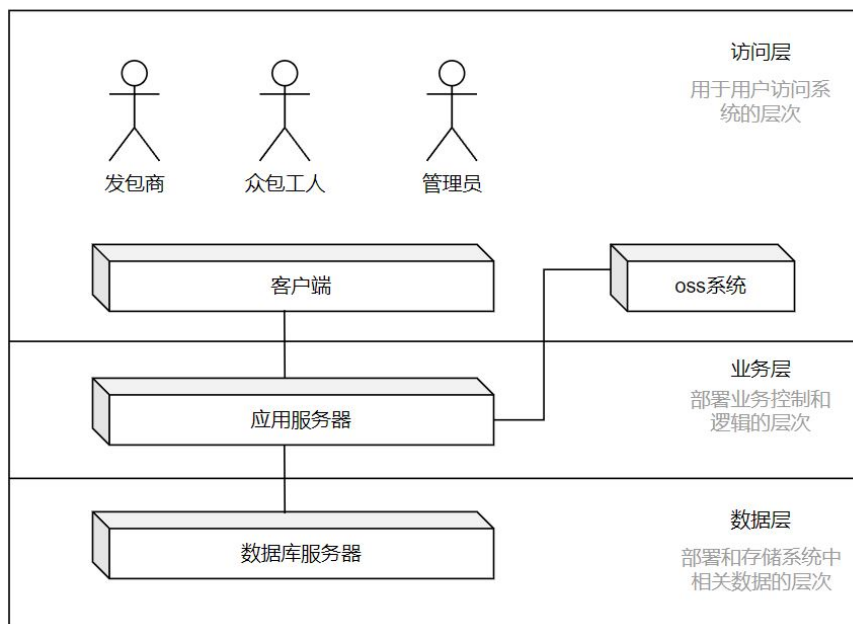 访问层
用于用户访问系
统的层次
发包商
众包工人
管理员
客户端
oss系统
业务层
部署业务控制和
逻辑的层次
应用服务器
数据层
部署和存储系统中
相关数据的层次
数据库服务器